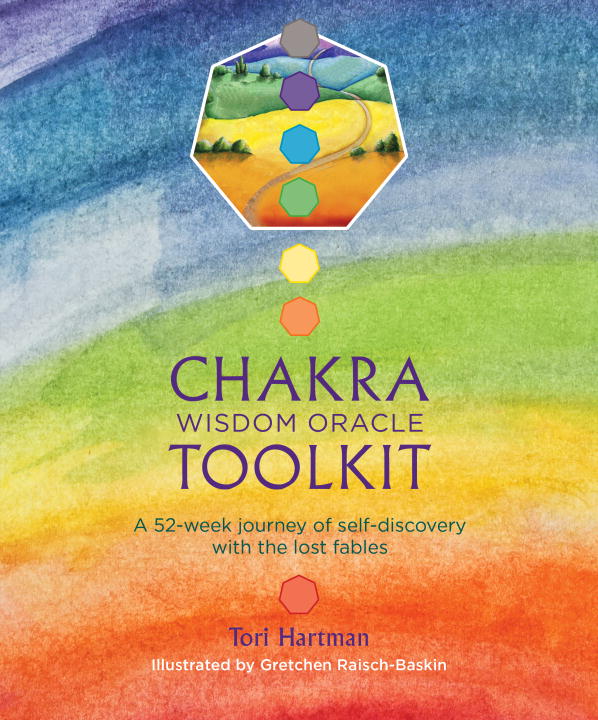 CHAKRA
WISDOM ORACLE
TOOLKIT
A 52-week journey of self-discovery
with the lost fables
Tori Hartman
Illustrated by Gretchen Raisch-Baskin